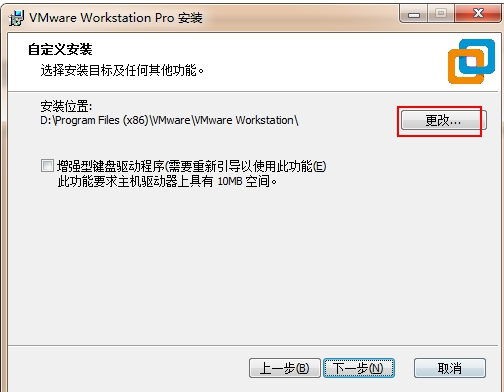 VMware Workstation Pro 安装
自定义安装
选择安装目标及任何其他功能。
安装位置:
D:\Program Files (x86)\VMware\VMware Workstation\
更改...
增强型键盘驱动程序(需要重新引导以使用此功能(E)
此功能要求主机驱动器上具有 10MB 空间。
上一步(B) 下一步(N) 取消